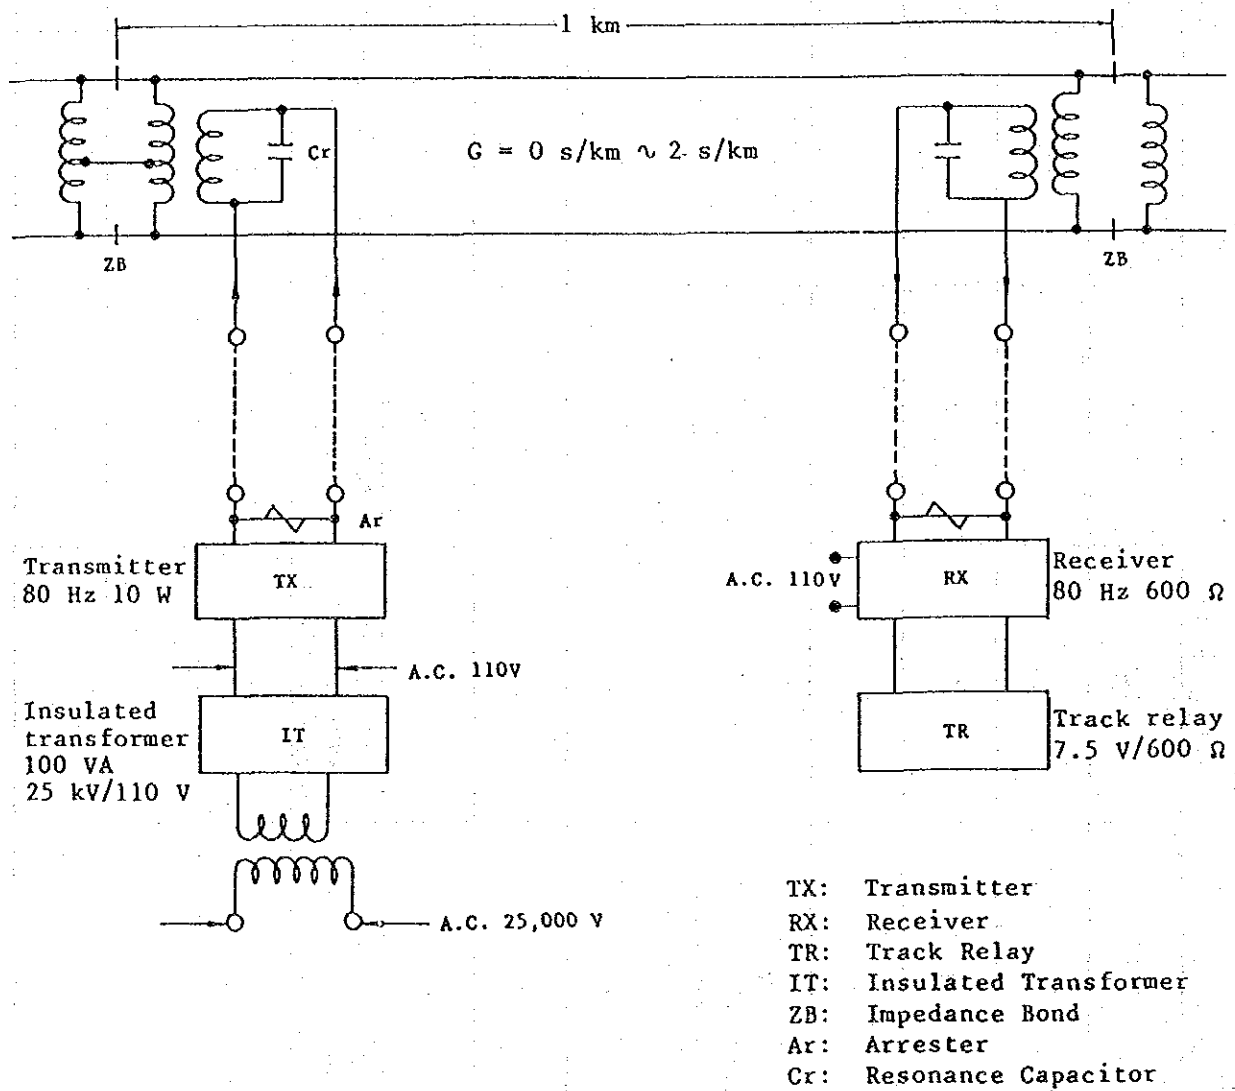 1 km
Cr
G = 0 s/km ∿ 2 s/km
ZB
ZB
Ar
Transmitter
80 Hz 10 W
TX
A.C. 110V
RX
Receiver
80 Hz 600 Ω
A.C. 110V
Insulated
transformer
100 VA
25 kV/110 V
IT
TR
Track relay
7.5 V/600 Ω
A.C. 25,000 V
TX: Transmitter
RX: Receiver
TR: Track Relay
IT: Insulated Transformer
ZB: Impedance Bond
Ar: Arrester
Cr: Resonance Capacitor